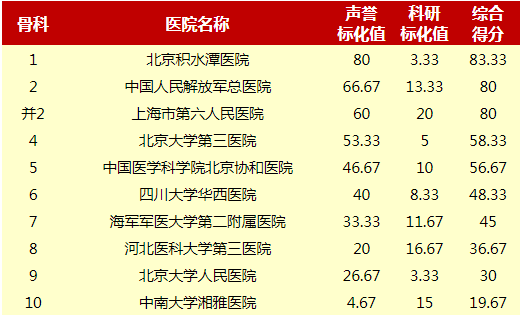 骨科 医院名称 声誉标化值 科研标化值 综合得分
1 北京积水潭医院 80 3.33 83.33
2 中国人民解放军总医院 66.67 13.33 80
并2 上海市第六人民医院 60 20 80
4 北京大学第三医院 53.33 5 58.33
5 中国医学科学院北京协和医院 46.67 10 56.67
6 四川大学华西医院 40 8.33 48.33
7 海军军医大学第二附属医院 33.33 11.67 45
8 河北医科大学第三医院 20 16.67 36.67
9 北京大学人民医院 26.67 3.33 30
10 中南大学湘雅医院 4.67 15 19.67